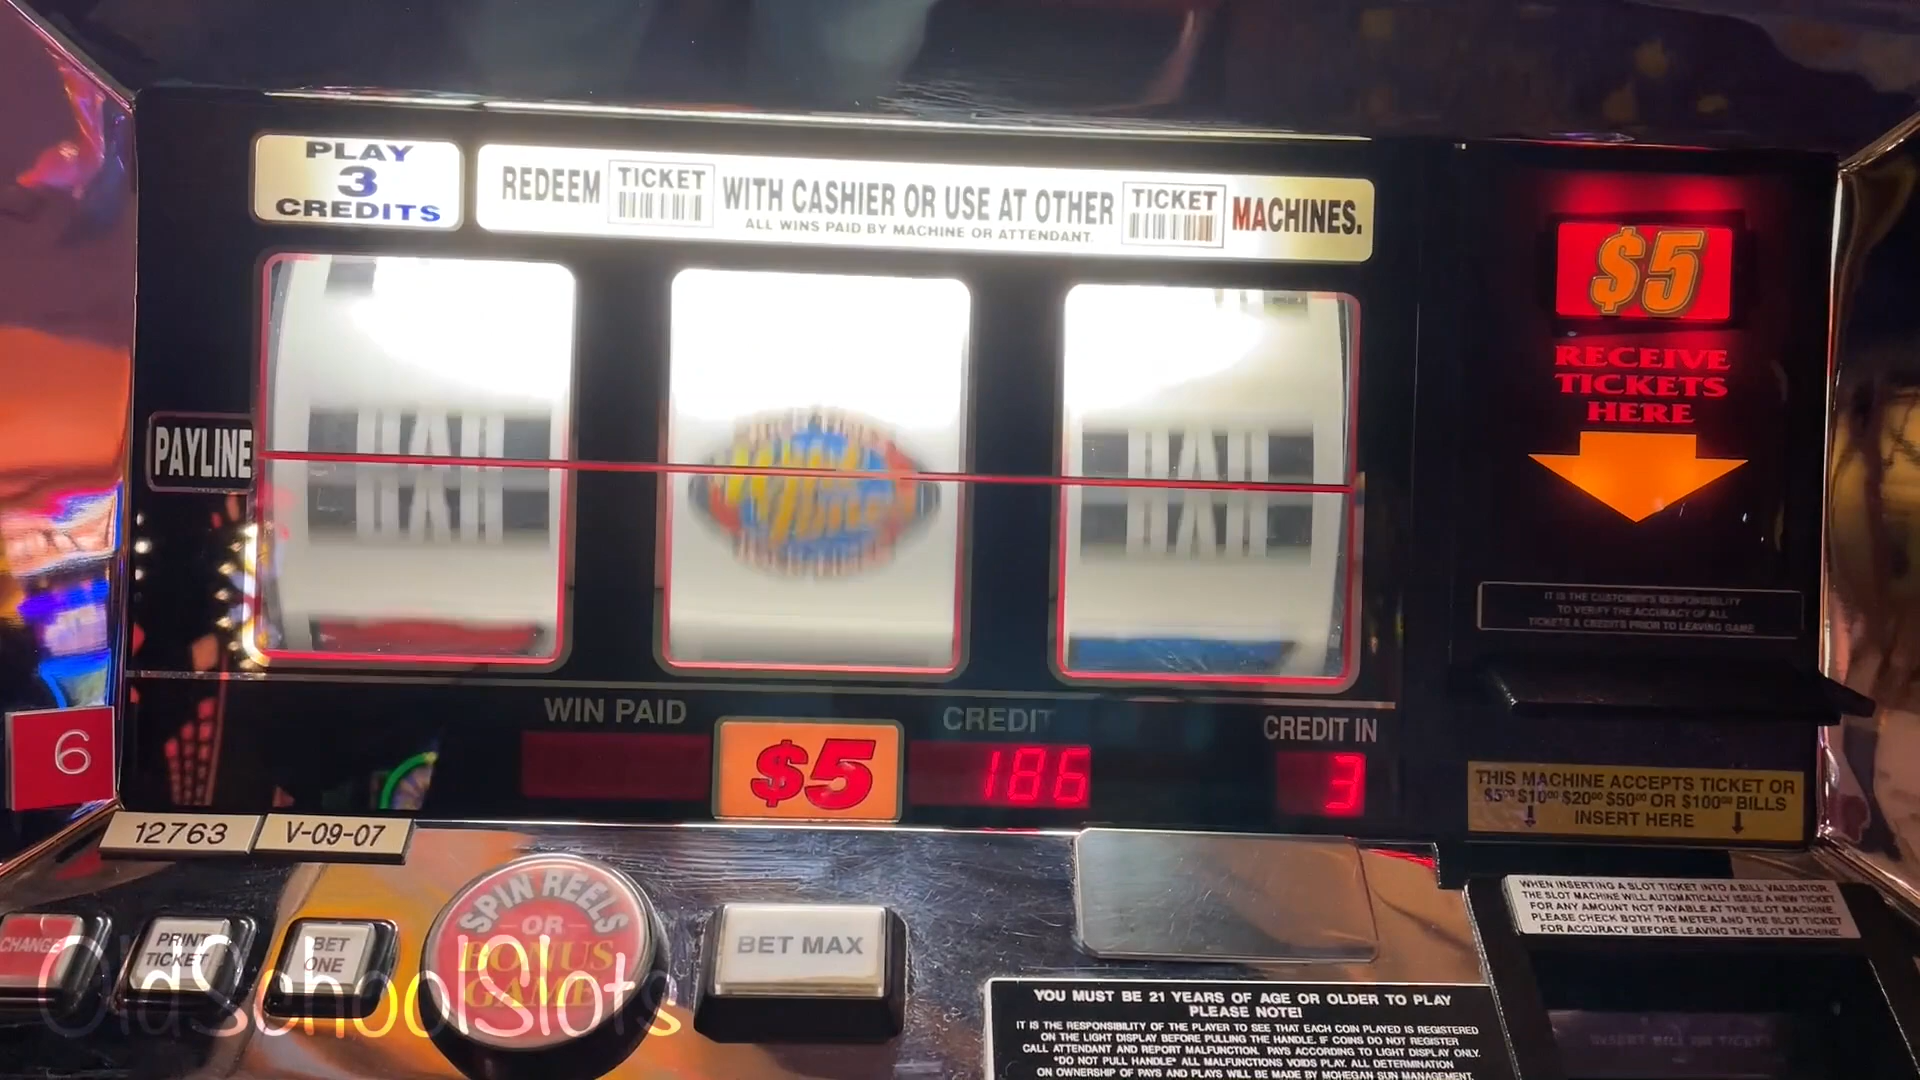 PLAY
3
CREDITS
REDEEM TICKET WITH CASHIER OR USE AT OTHER TICKET MACHINES.
ALL WINS PAID BY MACHINE OR ATTENDANT.
$5
RECEIVE
TICKETS
HERE
PAYLINE
IT IS THE CUSTOMER'S RESPONSIBILITY
TO VERIFY THE ACCURACY OF ALL
TICKETS & CREDITS PRIOR TO LEAVING GAME
WIN PAID
$5
CREDIT
186
CREDIT IN
3
6
THIS MACHINE ACCEPTS TICKET OR
$5⁰⁰ $10⁰⁰ $20⁰⁰ $50⁰⁰ OR $100⁰⁰ BILLS
INSERT HERE
12763
V-09-07
CHANGE
PRINT
TICKET
BET
ONE
SPIN REELS
-OR-
BONUS
GAME
BET MAX
OldSchoolSlots
WHEN INSERTING A SLOT TICKET INTO A BILL VALIDATOR,
THE SLOT MACHINE WILL AUTOMATICALLY ISSUE A NEW TICKET
FOR ANY AMOUNT NOT PAYABLE AT THE SLOT MACHINE.
PLEASE CHECK BOTH THE METER AND THE SLOT TICKET
FOR ACCURACY BEFORE LEAVING THE SLOT MACHINE.
YOU MUST BE 21 YEARS OF AGE OR OLDER TO PLAY
PLEASE NOTE!
IT IS THE RESPONSIBILITY OF THE PLAYER TO SEE THAT EACH COIN PLAYED IS REGISTERED
ON THE LIGHT DISPLAY BEFORE PULLING THE HANDLE. IF COINS DO NOT REGISTER
CALL ATTENDANT AND REPORT MALFUNCTION. PAYS ACCORDING TO LIGHT DISPLAY ONLY.
*DO NOT PULL HANDLE* ALL MALFUNCTIONS VOIDS PLAY. ALL DETERMINATION
ON OWNERSHIP OF PAYS AND PLAYS WILL BE MADE BY MOHEGAN SUN MANAGEMENT.